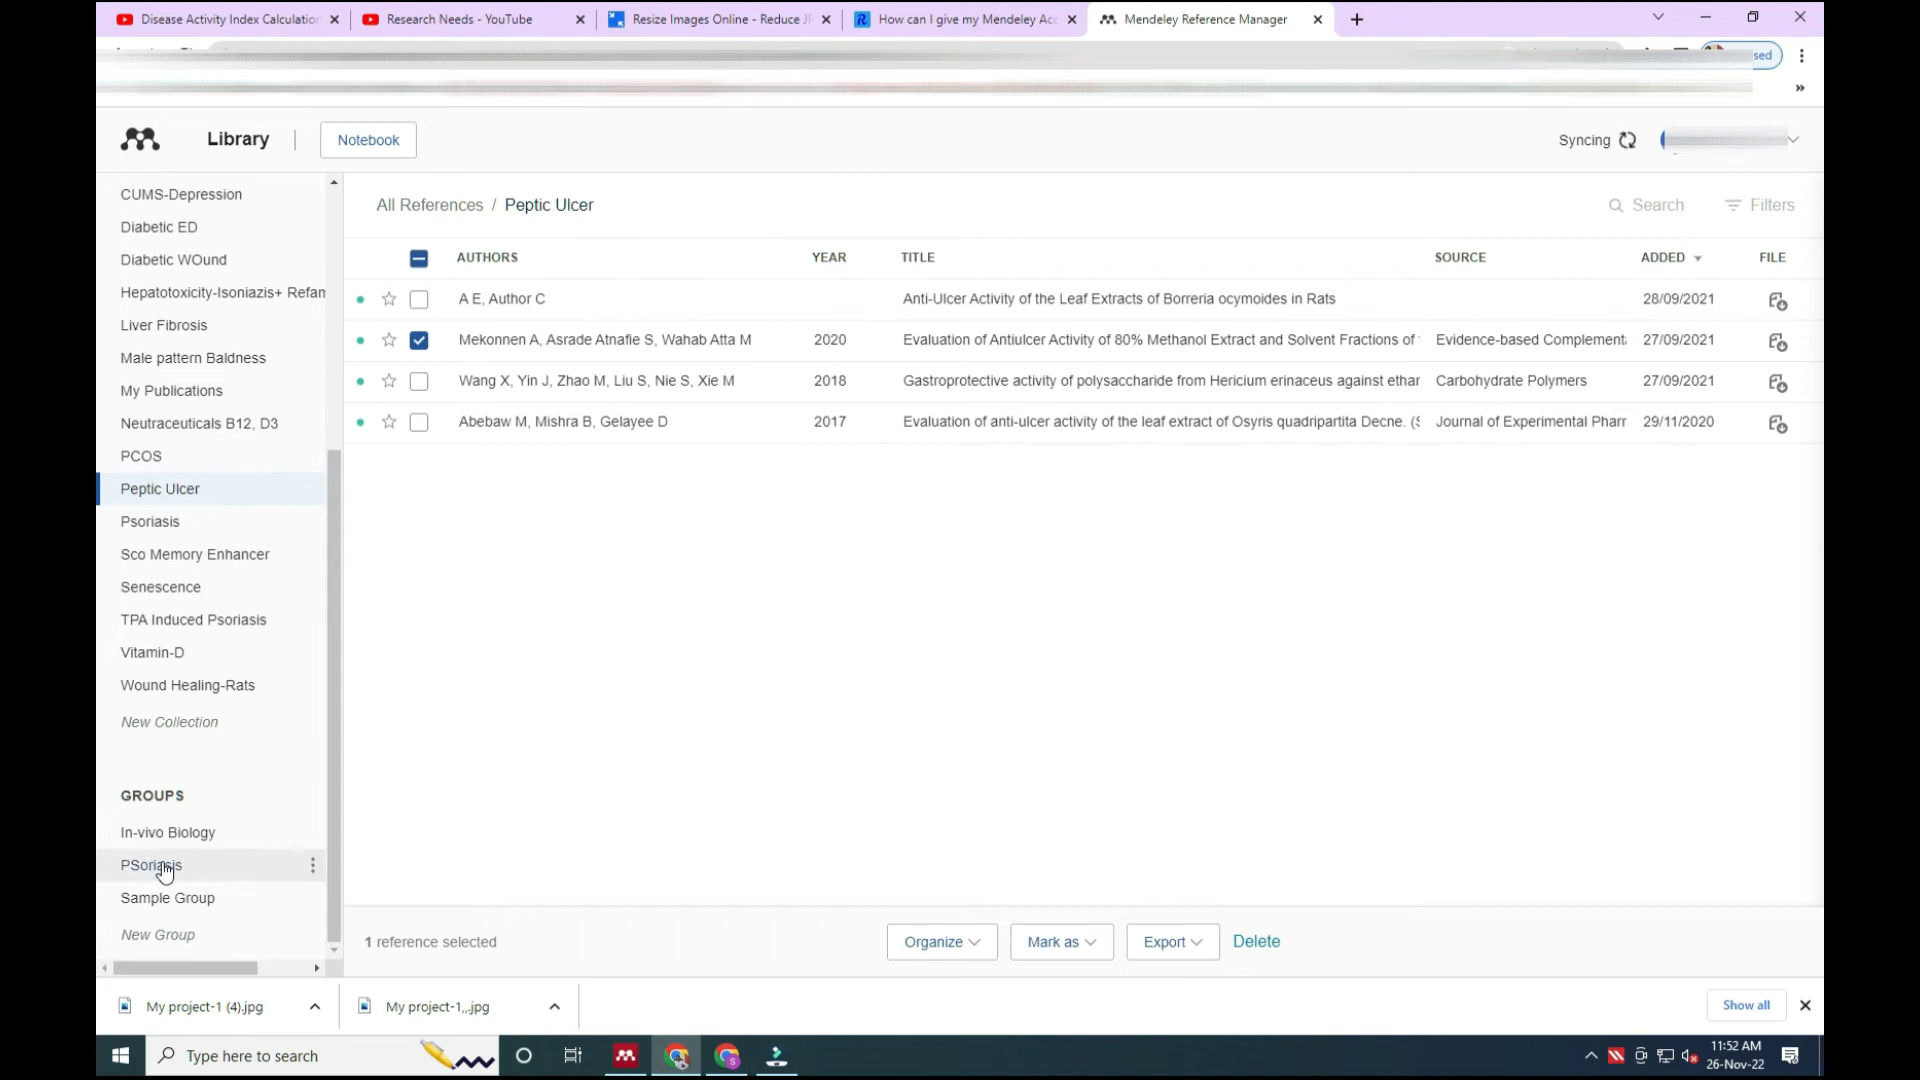 Disease Activity Index Calculation
Research Needs - YouTube
Resize Images Online - Reduce JP
How can I give my Mendeley Acc
Mendeley Reference Manager
sed
Library
Notebook
Syncing
CUMS-Depression
Diabetic ED
Diabetic WOund
Hepatotoxicity-Isoniazis+ Refam
Liver Fibrosis
Male pattern Baldness
My Publications
Neutraceuticals B12, D3
PCOS
Peptic Ulcer
Psoriasis
Sco Memory Enhancer
Senescence
TPA Induced Psoriasis
Vitamin-D
Wound Healing-Rats
New Collection
GROUPS
In-vivo Biology
PSoriasis
Sample Group
New Group
All References / Peptic Ulcer
Search
Filters
AUTHORS YEAR TITLE SOURCE ADDED FILE
A E, Author C Anti-Ulcer Activity of the Leaf Extracts of Borreria ocymoides in Rats 28/09/2021
Mekonnen A, Asrade Atnafie S, Wahab Atta M 2020 Evaluation of Antiulcer Activity of 80% Methanol Extract and Solvent Fractions of Evidence-based Complementa 27/09/2021
Wang X, Yin J, Zhao M, Liu S, Nie S, Xie M 2018 Gastroprotective activity of polysaccharide from Hericium erinaceus against ethar Carbohydrate Polymers 27/09/2021
Abebaw M, Mishra B, Gelayee D 2017 Evaluation of anti-ulcer activity of the leaf extract of Osyris quadripartita Decne. (S Journal of Experimental Pharr 29/11/2020
1 reference selected
Organize
Mark as
Export
Delete
My project-1 (4).jpg
My project-1,,.jpg
Show all
Type here to search
11:52 AM
26-Nov-22